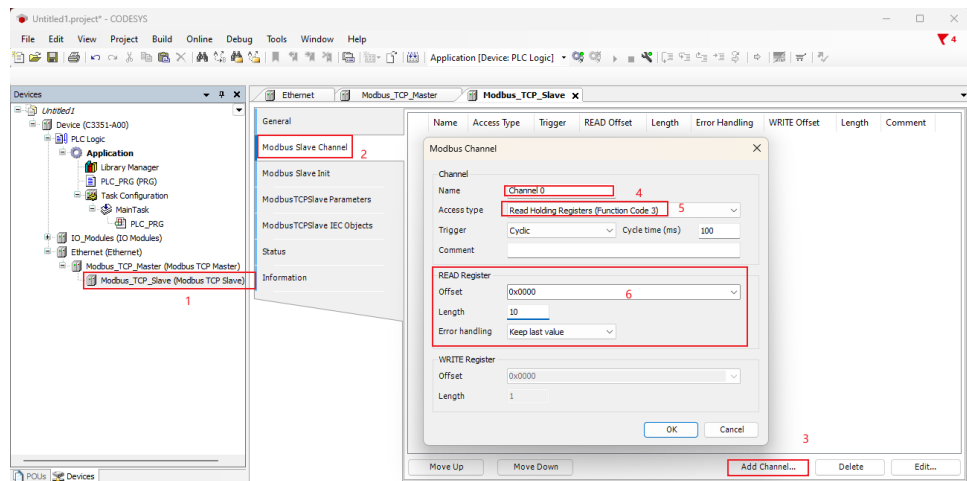 Untitled1.project* - CODESYS
File Edit View Project Build Online Debug Tools Window Help
4
Application [Device: PLC Logic]
Devices
Untitled1
Device (C3351-A00)
PLC Logic
Application
Library Manager
PLC_PRG (PRG)
Task Configuration
MainTask
PLC_PRG
IO_Modules (IO Modules)
Ethernet (Ethernet)
Modbus_TCP_Master (Modbus TCP Master)
Modbus_TCP_Slave (Modbus TCP Slave)
1
POUs Devices
Ethernet Modbus_TCP_Master Modbus_TCP_Slave
General
Modbus Slave Channel
2
Modbus Slave Init
ModbusTCPSlave Parameters
ModbusTCPSlave IEC Objects
Status
Information
Name Access Type Trigger READ Offset Length Error Handling WRITE Offset Length Comment
Modbus Channel
Channel
Name Channel 0 4
Access type Read Holding Registers (Function Code 3) 5
Trigger Cyclic Cycle time (ms) 100
Comment
READ Register
Offset 0x0000 6
Length 10
Error handling Keep last value
WRITE Register
Offset 0x0000
Length 1
OK Cancel
3
Move Up Move Down Add Channel... Delete Edit...